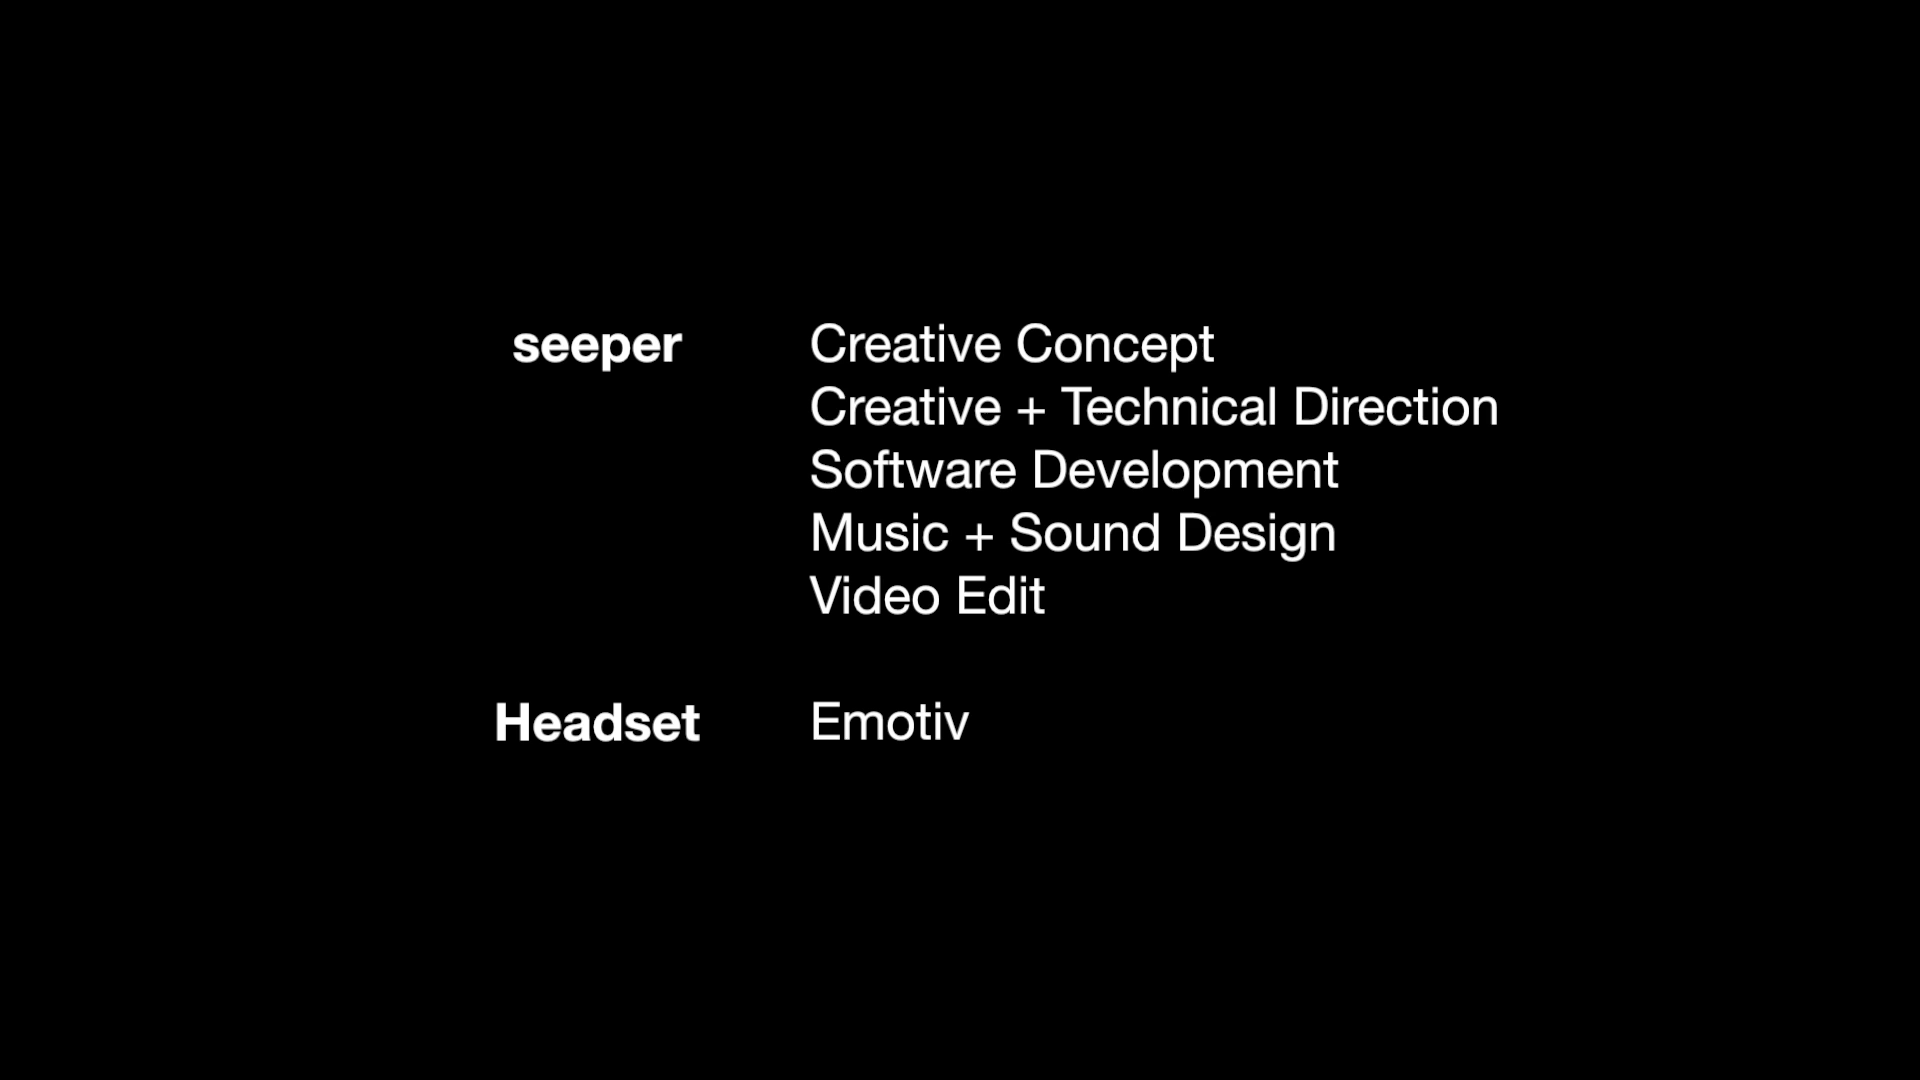 seeper Creative Concept
Creative + Technical Direction
Software Development
Music + Sound Design
Video Edit
Headset Emotiv